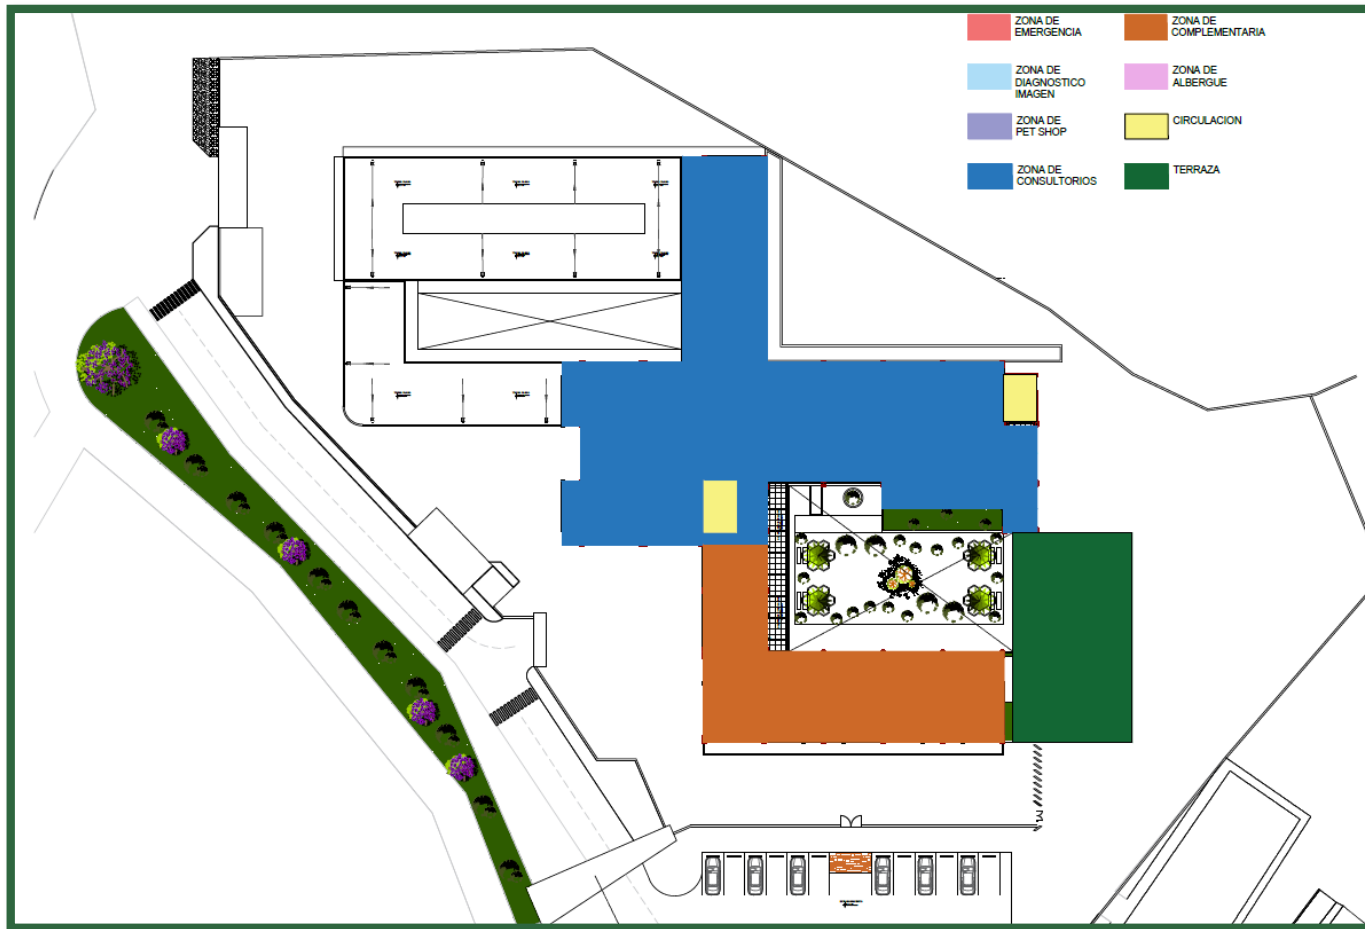 ZONA DE
EMERGENCIA
ZONA DE
COMPLEMENTARIA
ZONA DE
DIAGNOSTICO
IMAGEN
ZONA DE
ALBERGUE
ZONA DE
PET SHOP
CIRCULACION
ZONA DE
CONSULTORIOS
TERRAZA